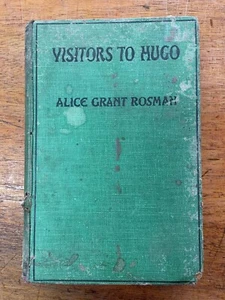 VISITORS TO HUGO
ALICE GRANT ROSMAN